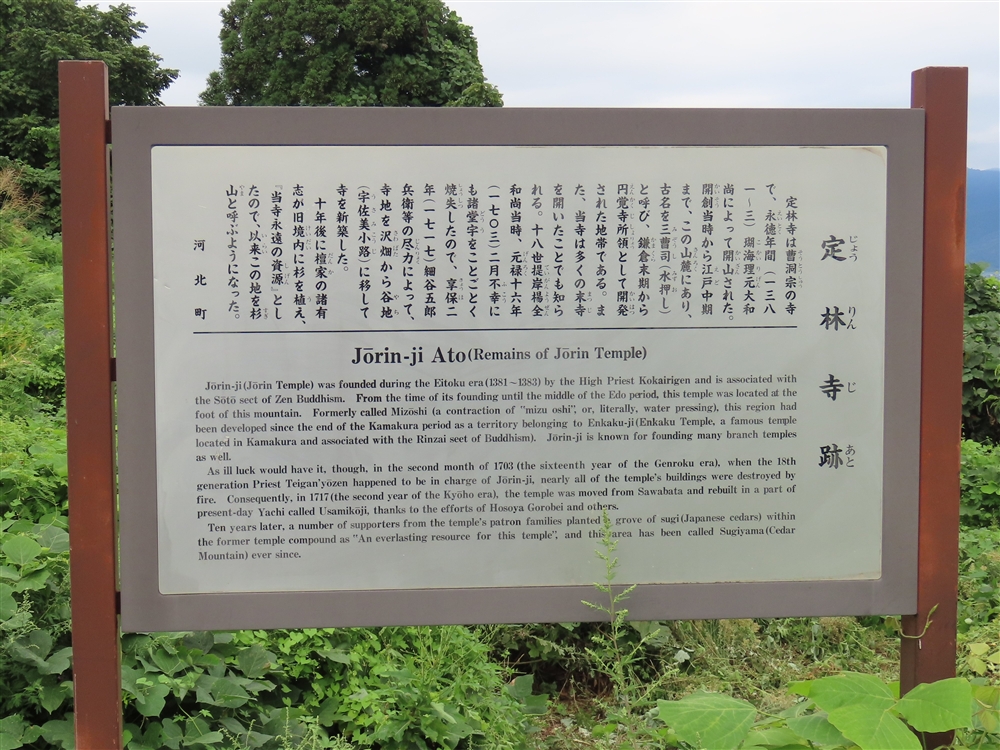 定林寺跡
じょうりんじあと
定林寺は曹洞宗の寺
で、永徳年間(一三八
一~三)瑚海理元大和
尚によって開山された。
開創当時から江戸中期
まで、この山麓にあり、
古名を三曹司(水押し)
と呼び、鎌倉末期から
円覚寺所領として開発
された地帯である。ま
た、当寺は多くの末寺
を開いたことでも知ら
れる。十八世提岸楊全
和尚当時、元禄十六年
(一七〇三)二月不幸に
も諸堂宇をことごとく
焼失したので、享保二
年(一七一七)細谷五郎
兵衛等の尽力によって、
寺地を沢畑から谷地
(宇佐美小路)に移して
寺を新築した。
十年後に檀家の諸有
志が旧境内に杉を植え、
『当寺永遠の資源』とし
たので、以来この地を杉
山と呼ぶようになった。
河北町
Jōrin-ji Ato(Remains of Jōrin Temple)
Jōrin-ji(Jōrin Temple) was founded during the Eitoku era(1381~1383) by the High Priest Kokairigen and is associated with
the Sōtō sect of Zen Buddhism. From the time of its founding until the middle of the Edo period, this temple was located at the
foot of this mountain. Formerly called Mizōshi (a contraction of "mizu oshi", or, literally, water pressing), this region had
been developed since the end of the Kamakura period as a territory belonging to Enkaku-ji(Enkaku Temple, a famous temple
located in Kamakura and associated with the Rinzai sect of Buddhism). Jōrin-ji is known for founding many branch temples
as well.
As ill luck would have it, though, in the second month of 1703 (the sixteenth year of the Genroku era), when the 18th
generation Priest Teigan'yōzen happened to be in charge of Jōrin-ji, nearly all of the temple's buildings were destroyed by
fire. Consequently, in 1717(the second year of the Kyōho era), the temple was moved from Sawabata and rebuilt in a part of
present-day Yachi called Usamikōji, thanks to the efforts of Hosoya Gorobei and others.
Ten years later, a number of supporters from the temple's patron families planted a grove of sugi(Japanese cedars) within
the former temple compound as "An everlasting resource for this temple", and this area has been called Sugiyama(Cedar
Mountain) ever since.